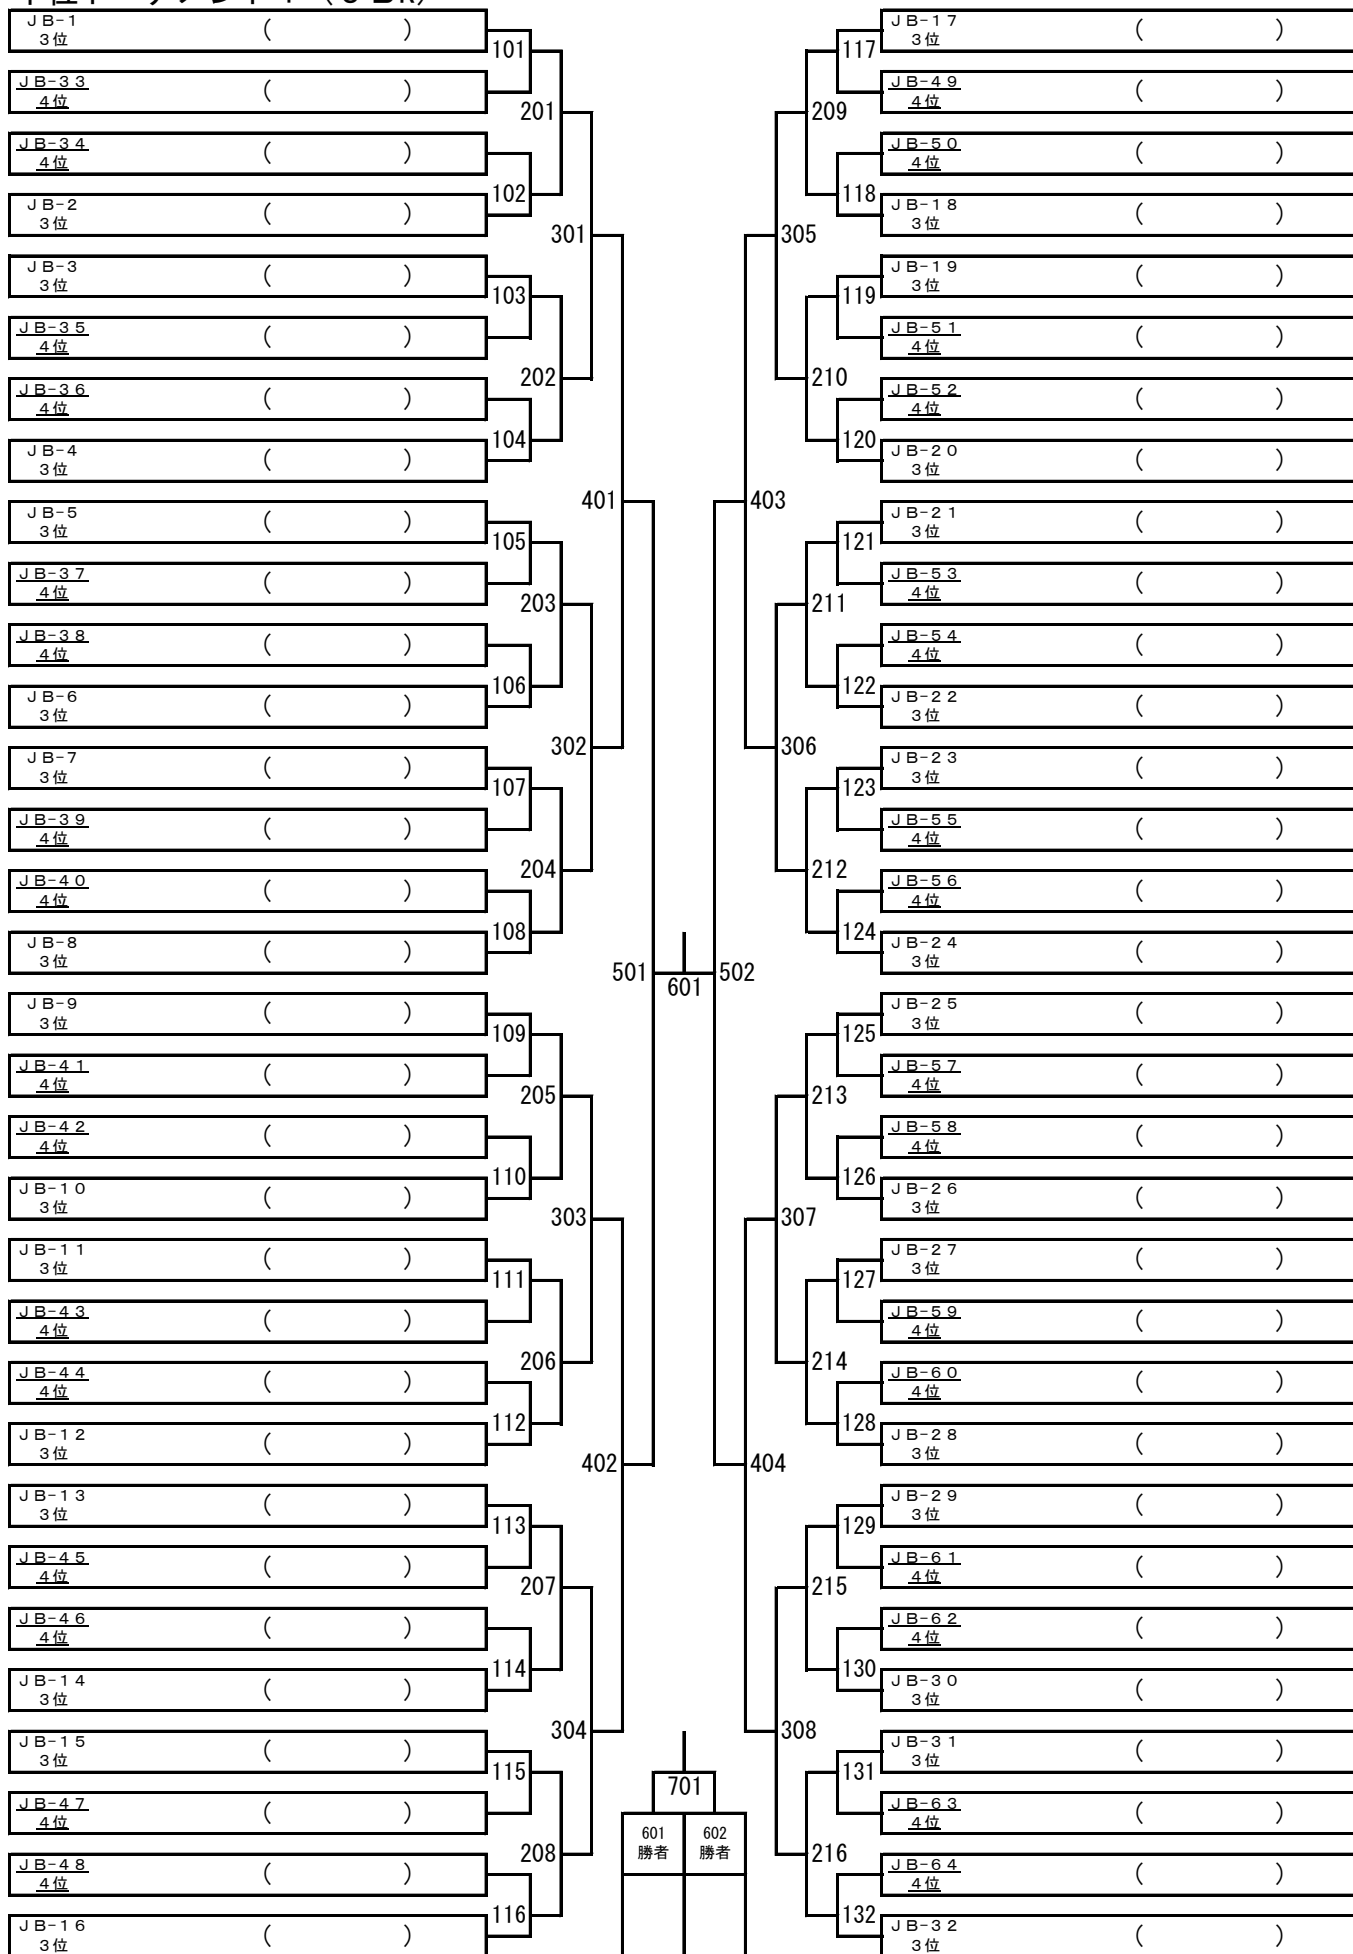 JB-1 ( )
3位
101
JB-33 ( )
4位
201
JB-34 ( )
4位
102
JB-2 ( )
3位
301
JB-3 ( )
3位
103
JB-35 ( )
4位
202
JB-36 ( )
4位
104
JB-4 ( )
3位
401
JB-5 ( )
3位
105
JB-37 ( )
4位
203
JB-38 ( )
4位
106
JB-6 ( )
3位
302
JB-7 ( )
3位
107
JB-39 ( )
4位
204
JB-40 ( )
4位
108
JB-8 ( )
3位
501
JB-9 ( )
3位
109
JB-41 ( )
4位
205
JB-42 ( )
4位
110
JB-10 ( )
3位
303
JB-11 ( )
3位
111
JB-43 ( )
4位
206
JB-44 ( )
4位
112
JB-12 ( )
3位
402
JB-13 ( )
3位
113
JB-45 ( )
4位
207
JB-46 ( )
4位
114
JB-14 ( )
3位
304
JB-15 ( )
3位
115
JB-47 ( )
4位
208
JB-48 ( )
4位
116
JB-16 ( )
3位
601
701
601
勝者
602
勝者
117
JB-17 ( )
3位
JB-49 ( )
4位
209
JB-50 ( )
4位
118
JB-18 ( )
3位
305
JB-19 ( )
3位
119
JB-51 ( )
4位
210
JB-52 ( )
4位
120
JB-20 ( )
3位
403
JB-21 ( )
3位
121
JB-53 ( )
4位
211
JB-54 ( )
4位
122
JB-22 ( )
3位
306
JB-23 ( )
3位
123
JB-55 ( )
4位
212
JB-56 ( )
4位
124
JB-24 ( )
3位
502
JB-25 ( )
3位
125
JB-57 ( )
4位
213
JB-58 ( )
4位
126
JB-26 ( )
3位
307
JB-27 ( )
3位
127
JB-59 ( )
4位
214
JB-60 ( )
4位
128
JB-28 ( )
3位
404
JB-29 ( )
3位
129
JB-61 ( )
4位
215
JB-62 ( )
4位
130
JB-30 ( )
3位
308
JB-31 ( )
3位
131
JB-63 ( )
4位
216
JB-64 ( )
4位
132
JB-32 ( )
3位